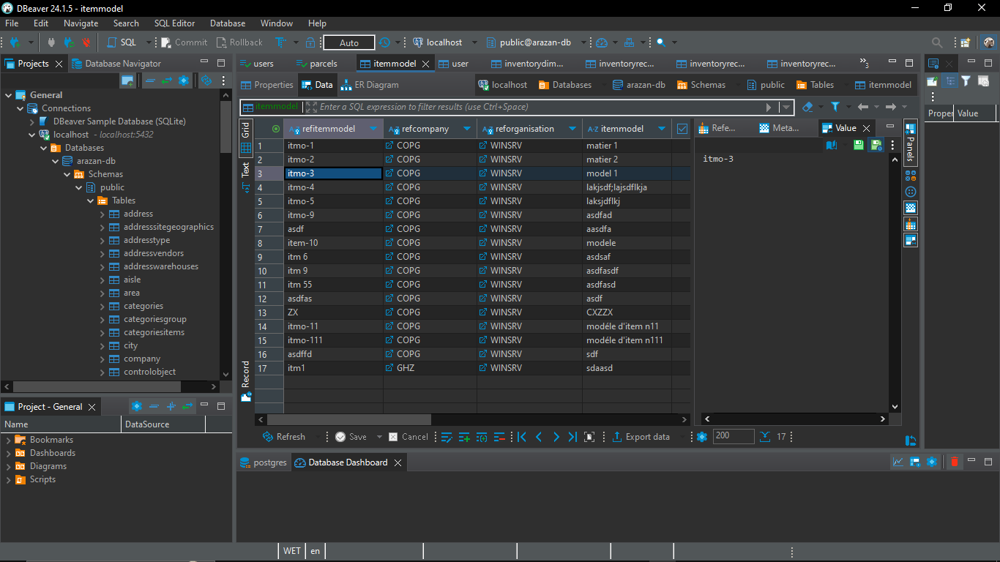 DBeaver 24.1.5 - itemmodel
File Edit Navigate Search SQL Editor Database Window Help
SQL Commit Rollback Auto localhost public@arazan-db
Projects Database Navigator
General
Connections
DBeaver Sample Database (SQLite)
localhost - localhost:5432
Databases
arazan-db
Schemas
public
Tables
address
addresssitegeographics
addresstype
addressvendors
addresswarehouses
aisle
area
categories
categoriesgroup
categoriesitems
city
company
controlobject
Project - General
Name DataSource
Bookmarks
Dashboards
Diagrams
Scripts
users parcels itemmodel user inventorydim... inventoryrec... inventoryrec... inventoryrec... 3
Properties Data ER Diagram localhost Databases arazan-db Schemas public Tables itemmodel
itemmodel Enter a SQL expression to filter results (use Ctrl+Space)
Grid
Text
Record
refitemmodel refcompany reforganisation itemmodel
1 itmo-1 COPG WINSRV matier 1
2 itmo-2 COPG WINSRV matier 2
3 itmo-3 COPG WINSRV model 1
4 itmo-4 COPG WINSRV lakjsdf;lajsdflkja
5 itmo-5 COPG WINSRV laksjdflkj
6 itmo-9 COPG WINSRV asdfad
7 asdf COPG WINSRV aasdfa
8 item-10 COPG WINSRV modele
9 itm 6 COPG WINSRV asdsaf
10 itm 9 COPG WINSRV asdfasdf
11 itm 55 COPG WINSRV asdfasd
12 asdfas COPG WINSRV asdf
13 ZX COPG WINSRV CXZZX
14 itmo-11 COPG WINSRV modéle d'item n11
15 itmo-111 COPG WINSRV modéle d'item n111
16 asdffd COPG WINSRV sdf
17 itm1 GHZ WINSRV sdaasd
Refresh Save Cancel Export data 200 17
Refe... Meta... Value
itmo-3
Panels
Proper Value
postgres Database Dashboard
WET en